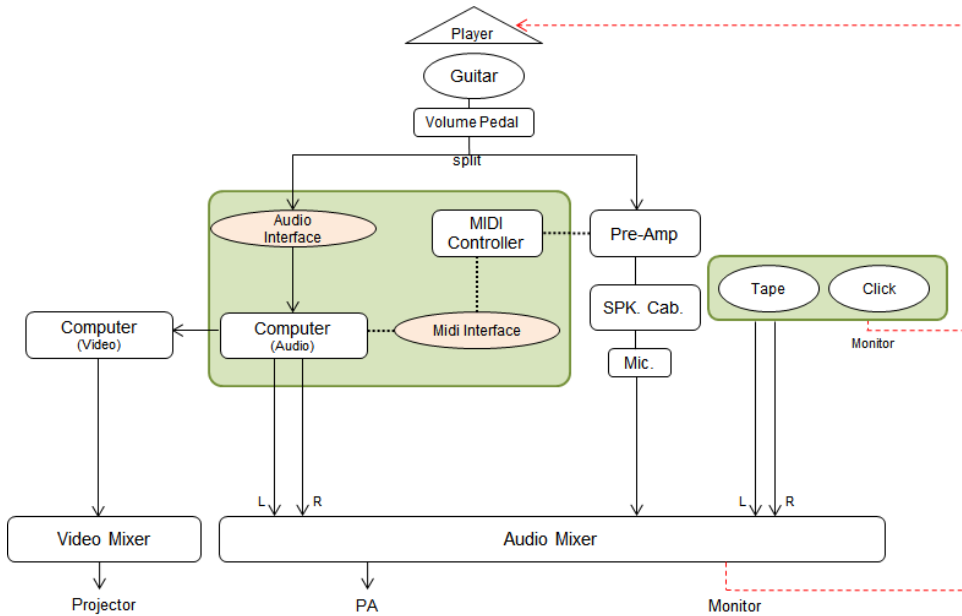 Player
Guitar
Volume Pedal
split
Audio
Interface
MIDI
Controller
Pre-Amp
Tape
Click
SPK. Cab.
Computer
(Video)
Computer
(Audio)
Midi Interface
Monitor
Mic.
L
R
L
R
Video Mixer
Audio Mixer
Projector
PA
Monitor